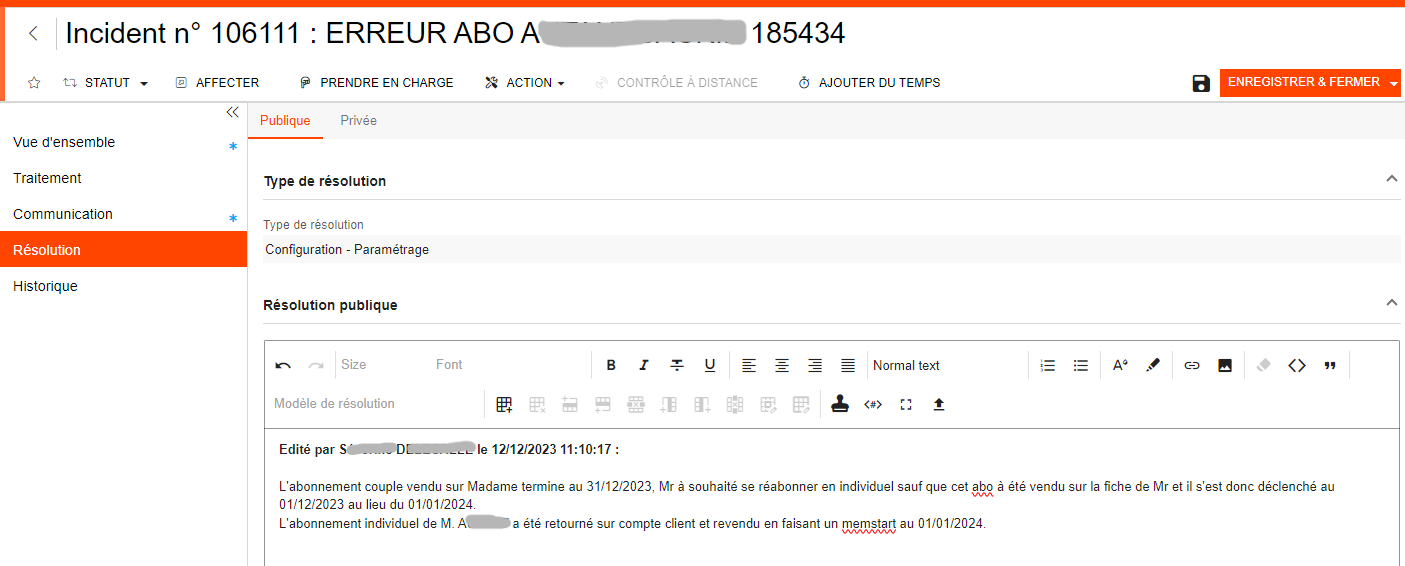 Incident n° 106111 : ERREUR ABO 185434
STATUT
AFFECTER
PRENDRE EN CHARGE
ACTION
CONTRÔLE À DISTANCE
AJOUTER DU TEMPS
ENREGISTRER & FERMER
Vue d'ensemble
Traitement
Communication
Résolution
Historique
Publique
Privée
Type de résolution
Type de résolution
Configuration - Paramétrage
Résolution publique
Size
Font
B I T U
Normal text
Modèle de résolution
Edité par le 12/12/2023 11:10:17 :
L'abonnement couple vendu sur Madame termine au 31/12/2023, Mr à souhaité se réabonner en individuel sauf que cet abo à été vendu sur la fiche de Mr et il s'est donc déclenché au
01/12/2023 au lieu du 01/01/2024.
L'abonnement individuel de M. a été retourné sur compte client et revendu en faisant un memstart au 01/01/2024.